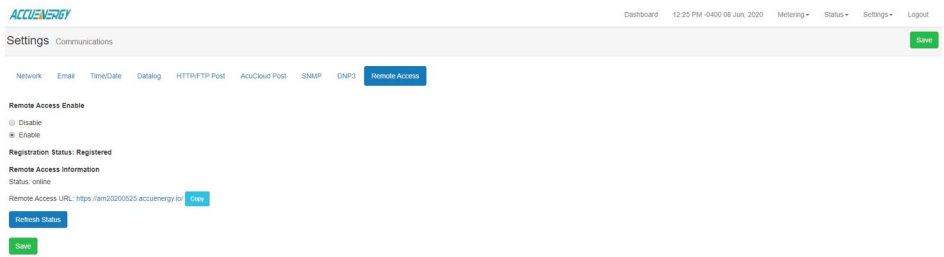 ACCUENERGY
Dashboard 12:25 PM -0400 08 Jun, 2020 Metering Status Settings Logout
Settings Communications Save
Network Email Time/Date Datalog HTTP/FTP Post AcuCloud Post SNMP DNP3 Remote Access
Remote Access Enable
Disable
Enable
Registration Status: Registered
Remote Access Information
Status: online
Remote Access URL: https://am20200525.accuenergy.io/ Copy
Refresh Status
Save